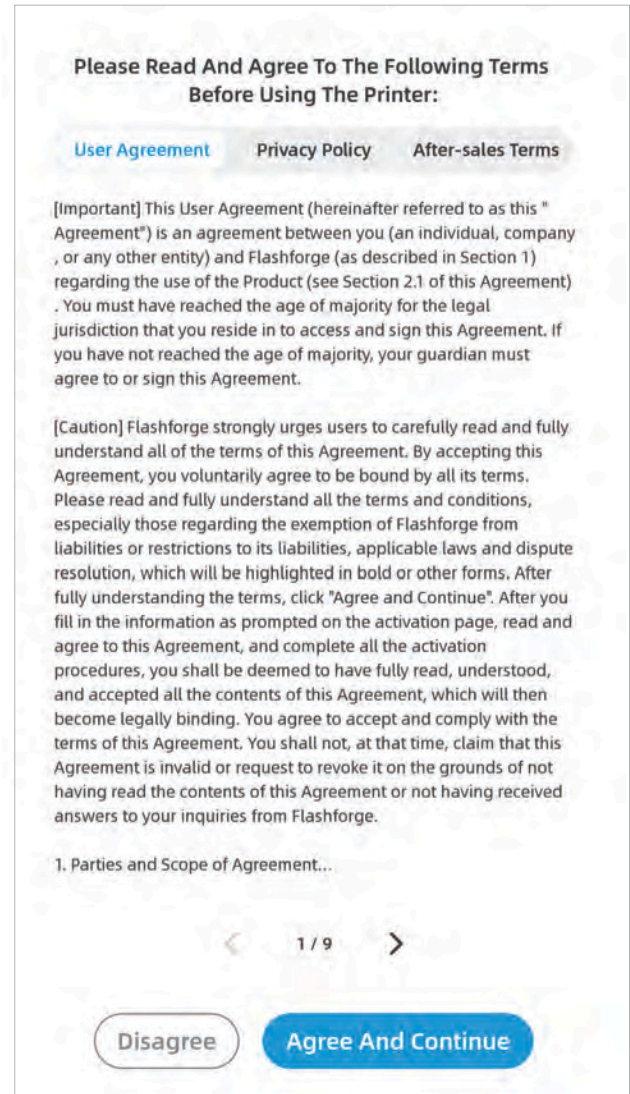 Please Read And Agree To The Following Terms
Before Using The Printer:
User Agreement Privacy Policy After-sales Terms
[Important] This User Agreement (hereinafter referred to as this "
Agreement") is an agreement between you (an individual, company
, or any other entity) and Flashforge (as described in Section 1)
regarding the use of the Product (see Section 2.1 of this Agreement)
. You must have reached the age of majority for the legal
jurisdiction that you reside in to access and sign this Agreement. If
you have not reached the age of majority, your guardian must
agree to or sign this Agreement.
[Caution] Flashforge strongly urges users to carefully read and fully
understand all of the terms of this Agreement. By accepting this
Agreement, you voluntarily agree to be bound by all its terms.
Please read and fully understand all the terms and conditions,
especially those regarding the exemption of Flashforge from
liabilities or restrictions to its liabilities, applicable laws and dispute
resolution, which will be highlighted in bold or other forms. After
fully understanding the terms, click "Agree and Continue". After you
fill in the information as prompted on the activation page, read and
agree to this Agreement, and complete all the activation
procedures, you shall be deemed to have fully read, understood,
and accepted all the contents of this Agreement, which will then
become legally binding. You agree to accept and comply with the
terms of this Agreement. You shall not, at that time, claim that this
Agreement is invalid or request to revoke it on the grounds of not
having read the contents of this Agreement or not having received
answers to your inquiries from Flashforge.
1. Parties and Scope of Agreement...
1 / 9
Disagree Agree And Continue